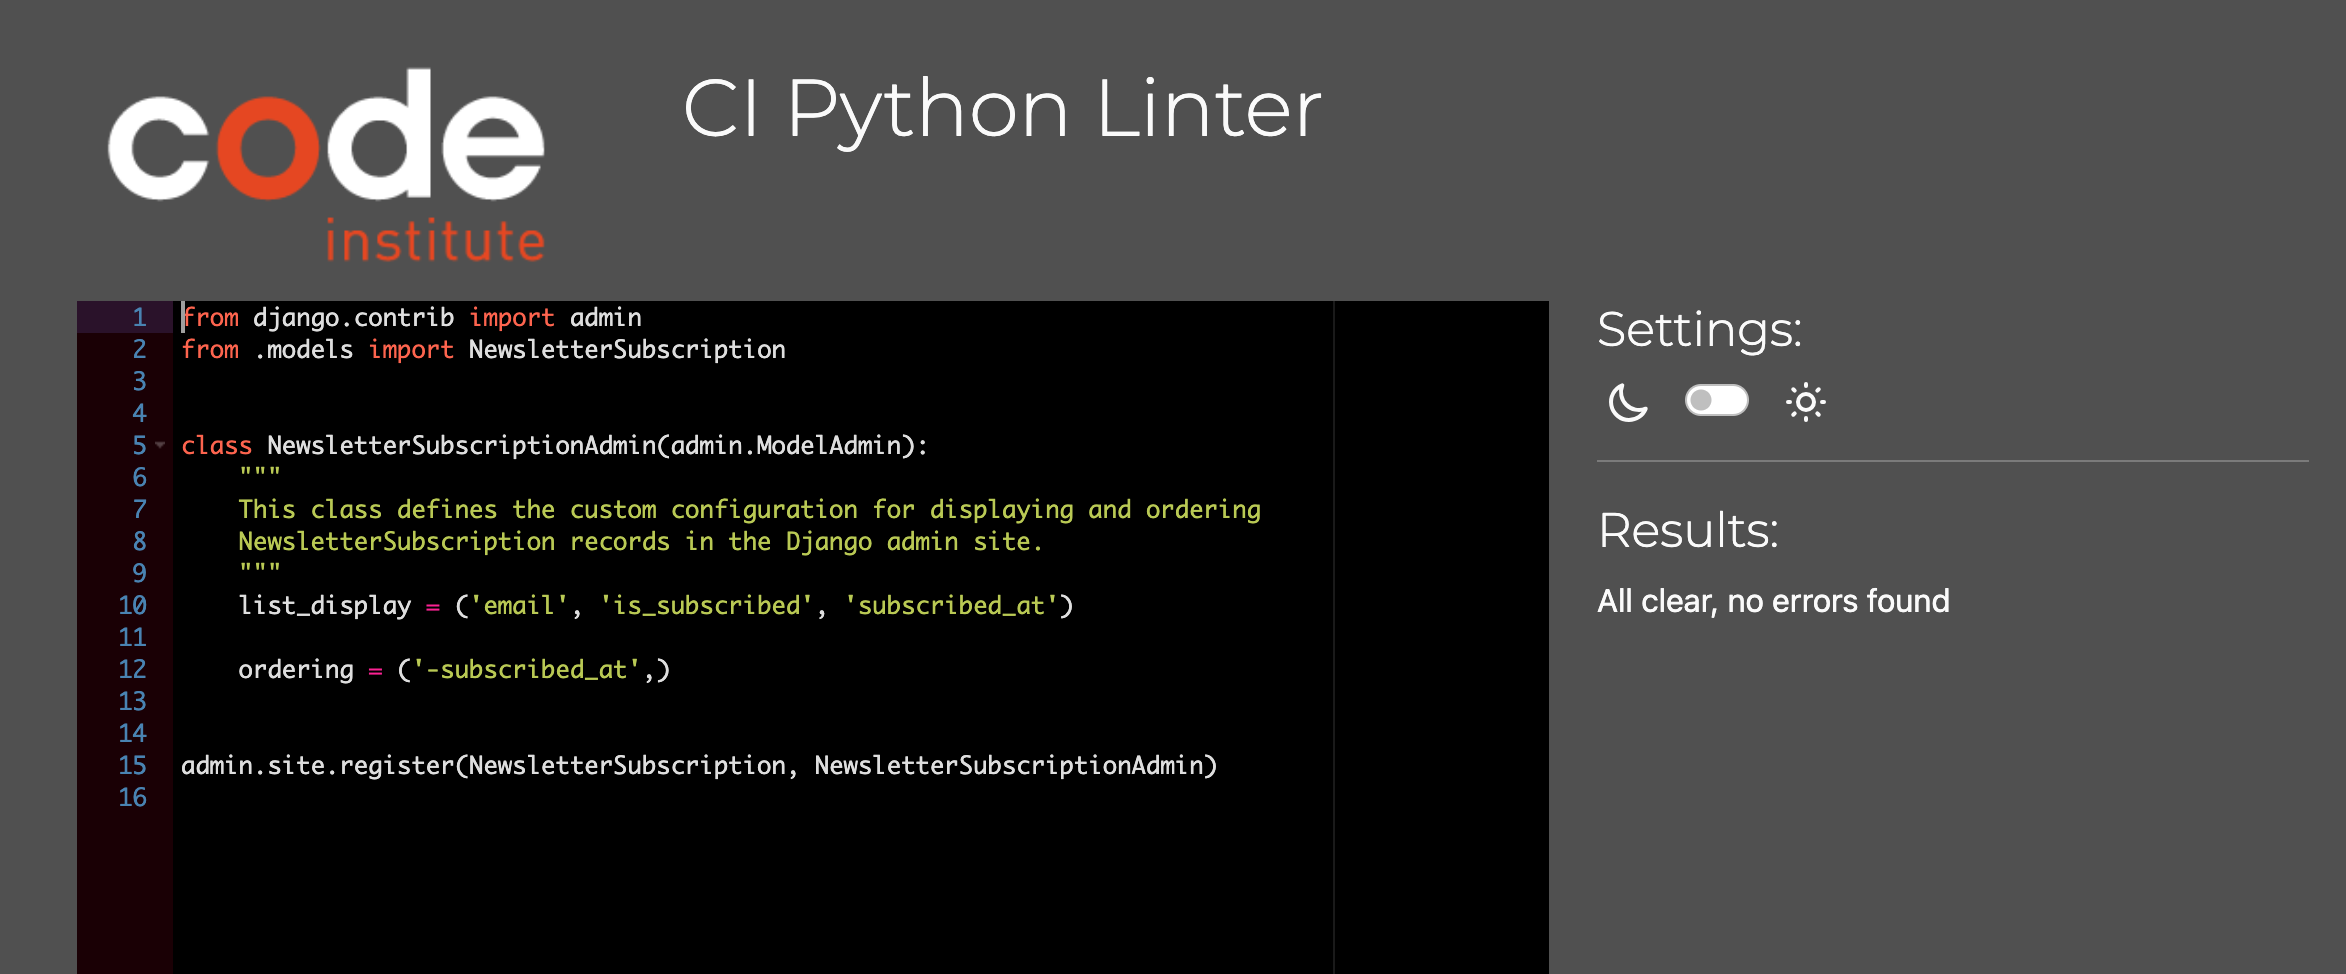 code
institute
CI Python Linter
1 from django.contrib import admin
2 from .models import NewsletterSubscription
3
4
5 class NewsletterSubscriptionAdmin(admin.ModelAdmin):
6     """
7     This class defines the custom configuration for displaying and ordering
8     NewsletterSubscription records in the Django admin site.
9     """
10     list_display = ('email', 'is_subscribed', 'subscribed_at')
11
12     ordering = ('-subscribed_at',)
13
14
15 admin.site.register(NewsletterSubscription, NewsletterSubscriptionAdmin)
16
Settings:
Results:
All clear, no errors found